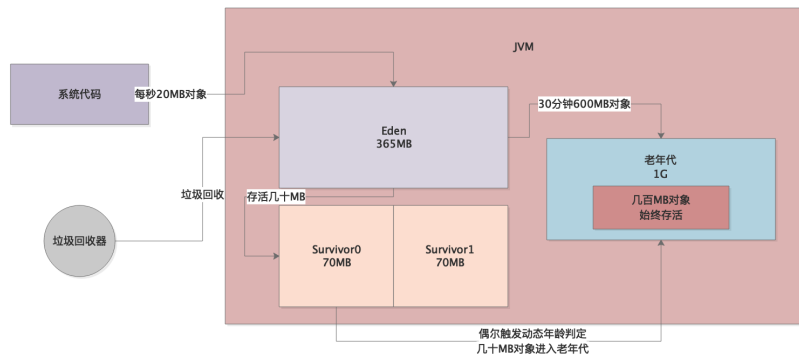 JVM
系统代码
每秒20MB对象
Eden
365MB
30分钟600MB对象
老年代
1G
几百MB对象
始终存活
垃圾回收
存活几十MB
垃圾回收器
Survivor0
70MB
Survivor1
70MB
偶尔触发动态年龄判定
几十MB对象进入老年代